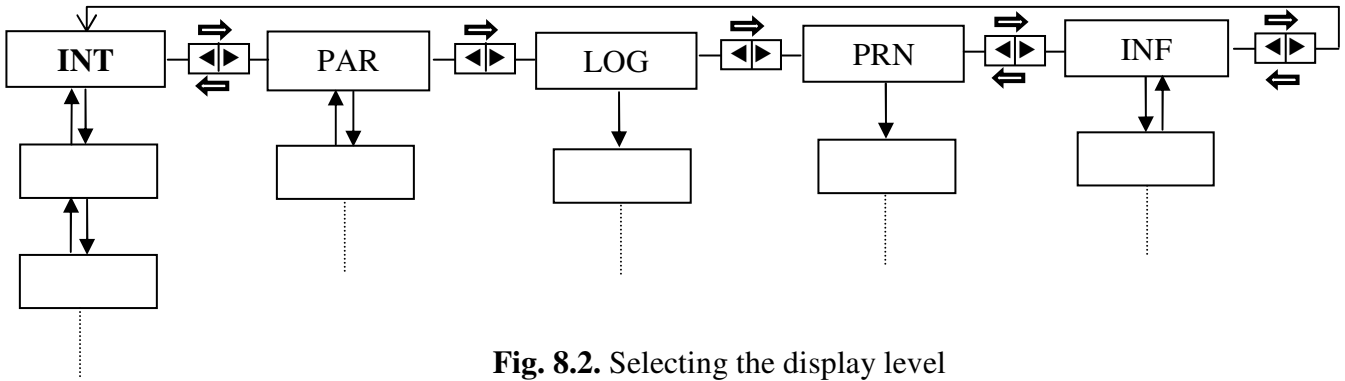 INT PAR LOG PRN INF
Fig. 8.2. Selecting the display level